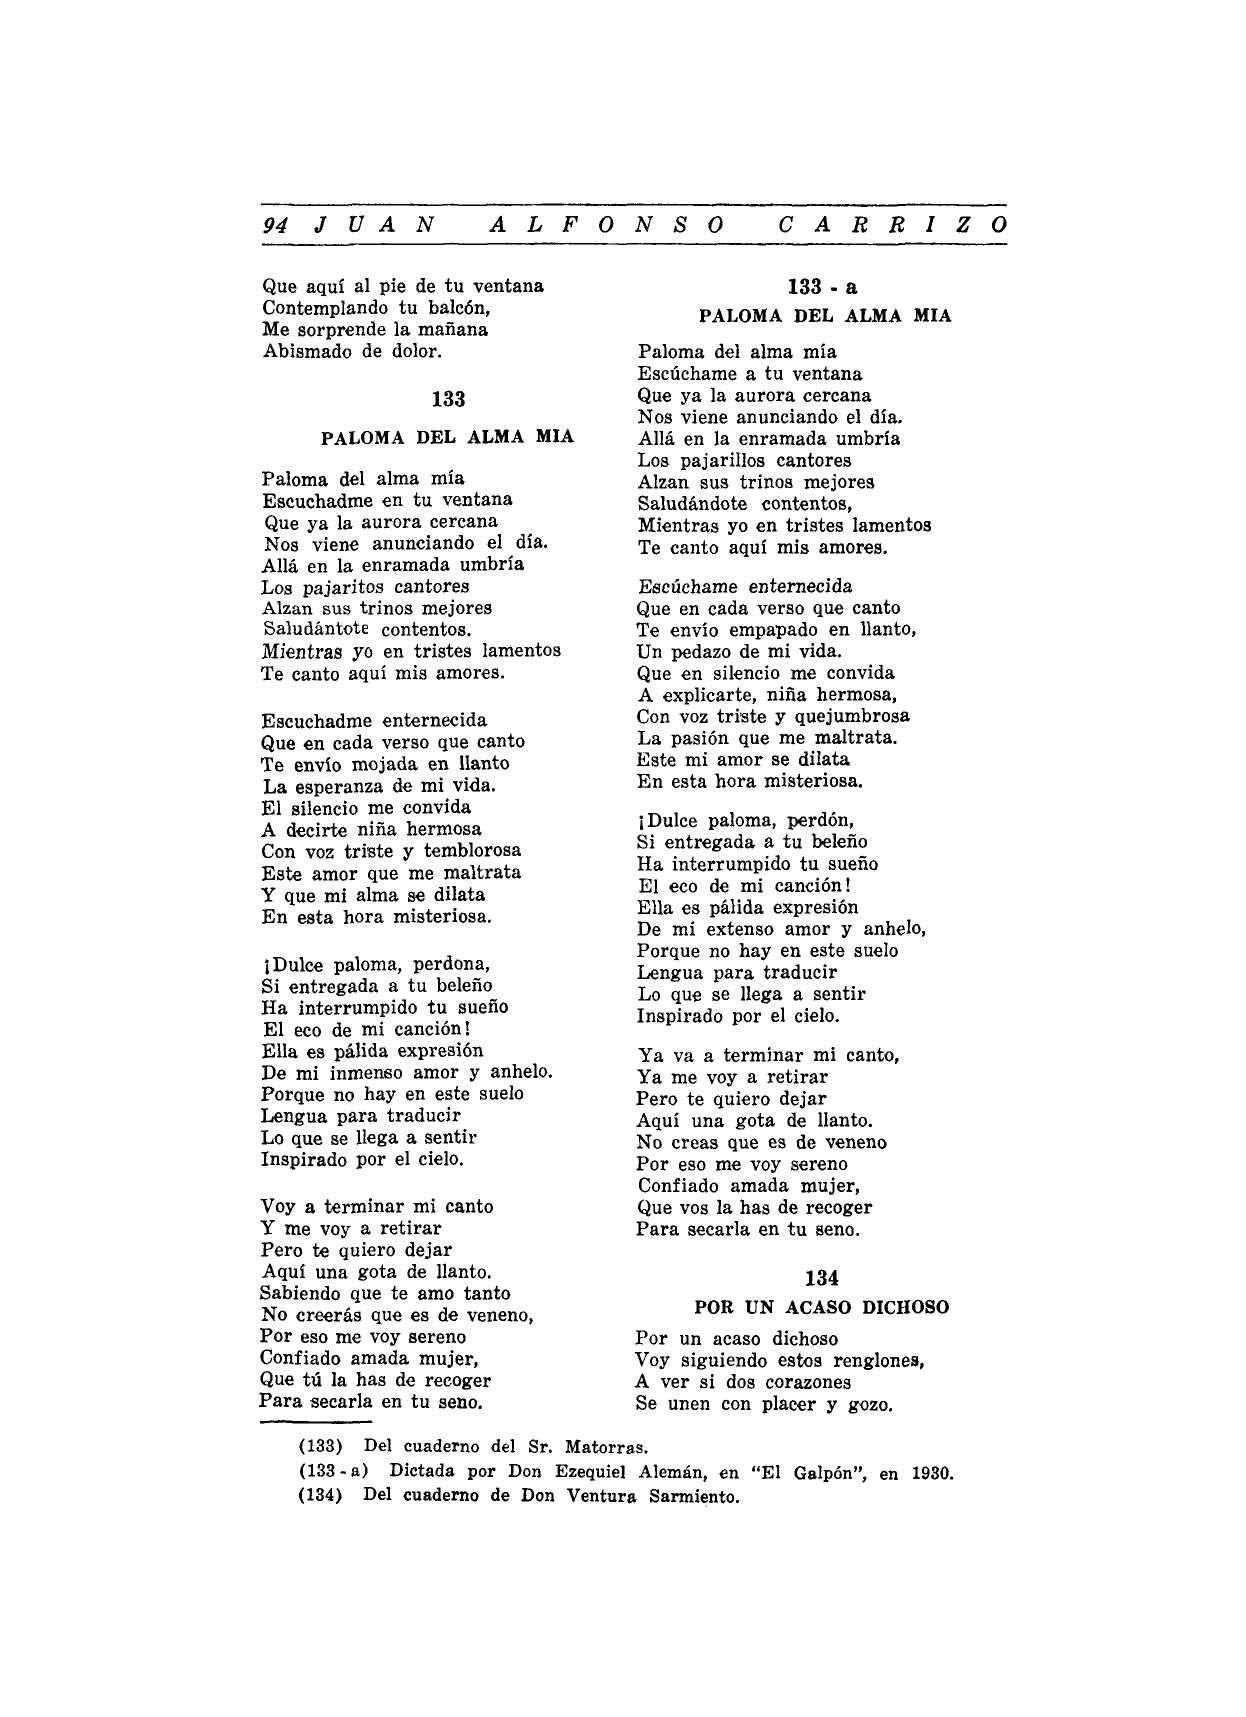 94 JUAN ALFONSO CARRIZO
Que aquí al pie de tu ventana
Contemplando tu balcón,
Me sorprende la mañana
Abismado de dolor.
133
PALOMA DEL ALMA MIA
Paloma del alma mía
Escuchadme en tu ventana
Que ya la aurora cercana
Nos viene anunciando el día.
Allá en la enramada umbría
Los pajaritos cantores
Alzan sus trinos mejores
Saludántote contentos.
Mientras yo en tristes lamentos
Te canto aquí mis amores.
Escuchadme enternecida
Que en cada verso que canto
Te envío mojada en llanto
La esperanza de mi vida.
El silencio me convida
A decirte niña hermosa
Con voz triste y temblorosa
Este amor que me maltrata
Y que mi alma se dilata
En esta hora misteriosa.
¡Dulce paloma, perdona,
Si entregada a tu beleño
Ha interrumpido tu sueño
El eco de mi canción!
Ella es pálida expresión
De mi inmenso amor y anhelo.
Porque no hay en este suelo
Lengua para traducir
Lo que se llega a sentir
Inspirado por el cielo.
Voy a terminar mi canto
Y me voy a retirar
Pero te quiero dejar
Aquí una gota de llanto.
Sabiendo que te amo tanto
No creerás que es de veneno,
Por eso me voy sereno
Confiado amada mujer,
Que tú la has de recoger
Para secarla en tu seno.
133 - a
PALOMA DEL ALMA MIA
Paloma del alma mía
Escúchame a tu ventana
Que ya la aurora cercana
Nos viene anunciando el día.
Allá en la enramada umbría
Los pajarillos cantores
Alzan sus trinos mejores
Saludándote contentos,
Mientras yo en tristes lamentos
Te canto aquí mis amores.
Escúchame enternecida
Que en cada verso que canto
Te envío empapado en llanto,
Un pedazo de mi vida.
Que en silencio me convida
A explicarte, niña hermosa,
Con voz triste y quejumbrosa
La pasión que me maltrata.
Este mi amor se dilata
En esta hora misteriosa.
¡Dulce paloma, perdón,
Si entregada a tu beleño
Ha interrumpido tu sueño
El eco de mi canción!
Ella es pálida expresión
De mi extenso amor y anhelo,
Porque no hay en este suelo
Lengua para traducir
Lo que se llega a sentir
Inspirado por el cielo.
Ya va a terminar mi canto,
Ya me voy a retirar
Pero te quiero dejar
Aquí una gota de llanto.
No creas que es de veneno
Por eso me voy sereno
Confiado amada mujer,
Que vos la has de recoger
Para secarla en tu seno.
134
POR UN ACASO DICHOSO
Por un acaso dichoso
Voy siguiendo estos renglones,
A ver si dos corazones
Se unen con placer y gozo.
(133) Del cuaderno del Sr. Matorras.
(133 - a) Dictada por Don Ezequiel Alemán, en “El Galpón”, en 1930.
(134) Del cuaderno de Don Ventura Sarmiento.